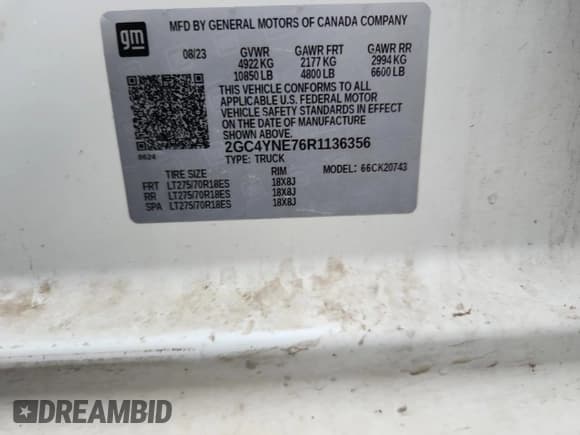 gm
MFD BY GENERAL MOTORS OF CANADA COMPANY
08/23 GVWR GAWR FRT GAWR RR
4922 KG 2177 KG 2994 KG
10850 LB 4800 LB 6600 LB
THIS VEHICLE CONFORMS TO ALL
APPLICABLE U.S. FEDERAL MOTOR
VEHICLE SAFETY STANDARDS IN EFFECT
ON THE DATE OF MANUFACTURE
SHOWN ABOVE.
8624
2GC4YNE76R1136356
TYPE: TRUCK MODEL: 66CK20743
TIRE SIZE RIM
FRT LT275/70R18ES 18X8J
RR LT275/70R18ES 18X8J
SPA LT275/70R18ES 18X8J
DREAMBID